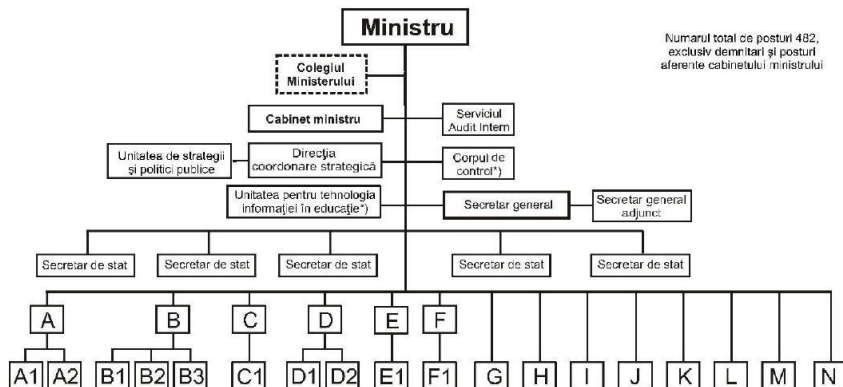 Ministru
Numarul total de posturi 482,
exclusiv demnitari și posturi
aferente cabinetului ministrului
Colegiul
Ministerului
Cabinet ministru
Serviciul
Audit Intern
Unitatea de strategii
și politici publice
Direcția
coordonare strategică
Corpul de
control*)
Unitatea pentru tehnologia
informației în educație*)
Secretar general
Secretar general
adjunct
Secretar de stat
Secretar de stat
Secretar de stat
Secretar de stat
Secretar de stat
A
B
C
D
E
F
A1
A2
B1
B2
B3
C1
D1
D2
E1
F1
G
H
I
J
K
L
M
N